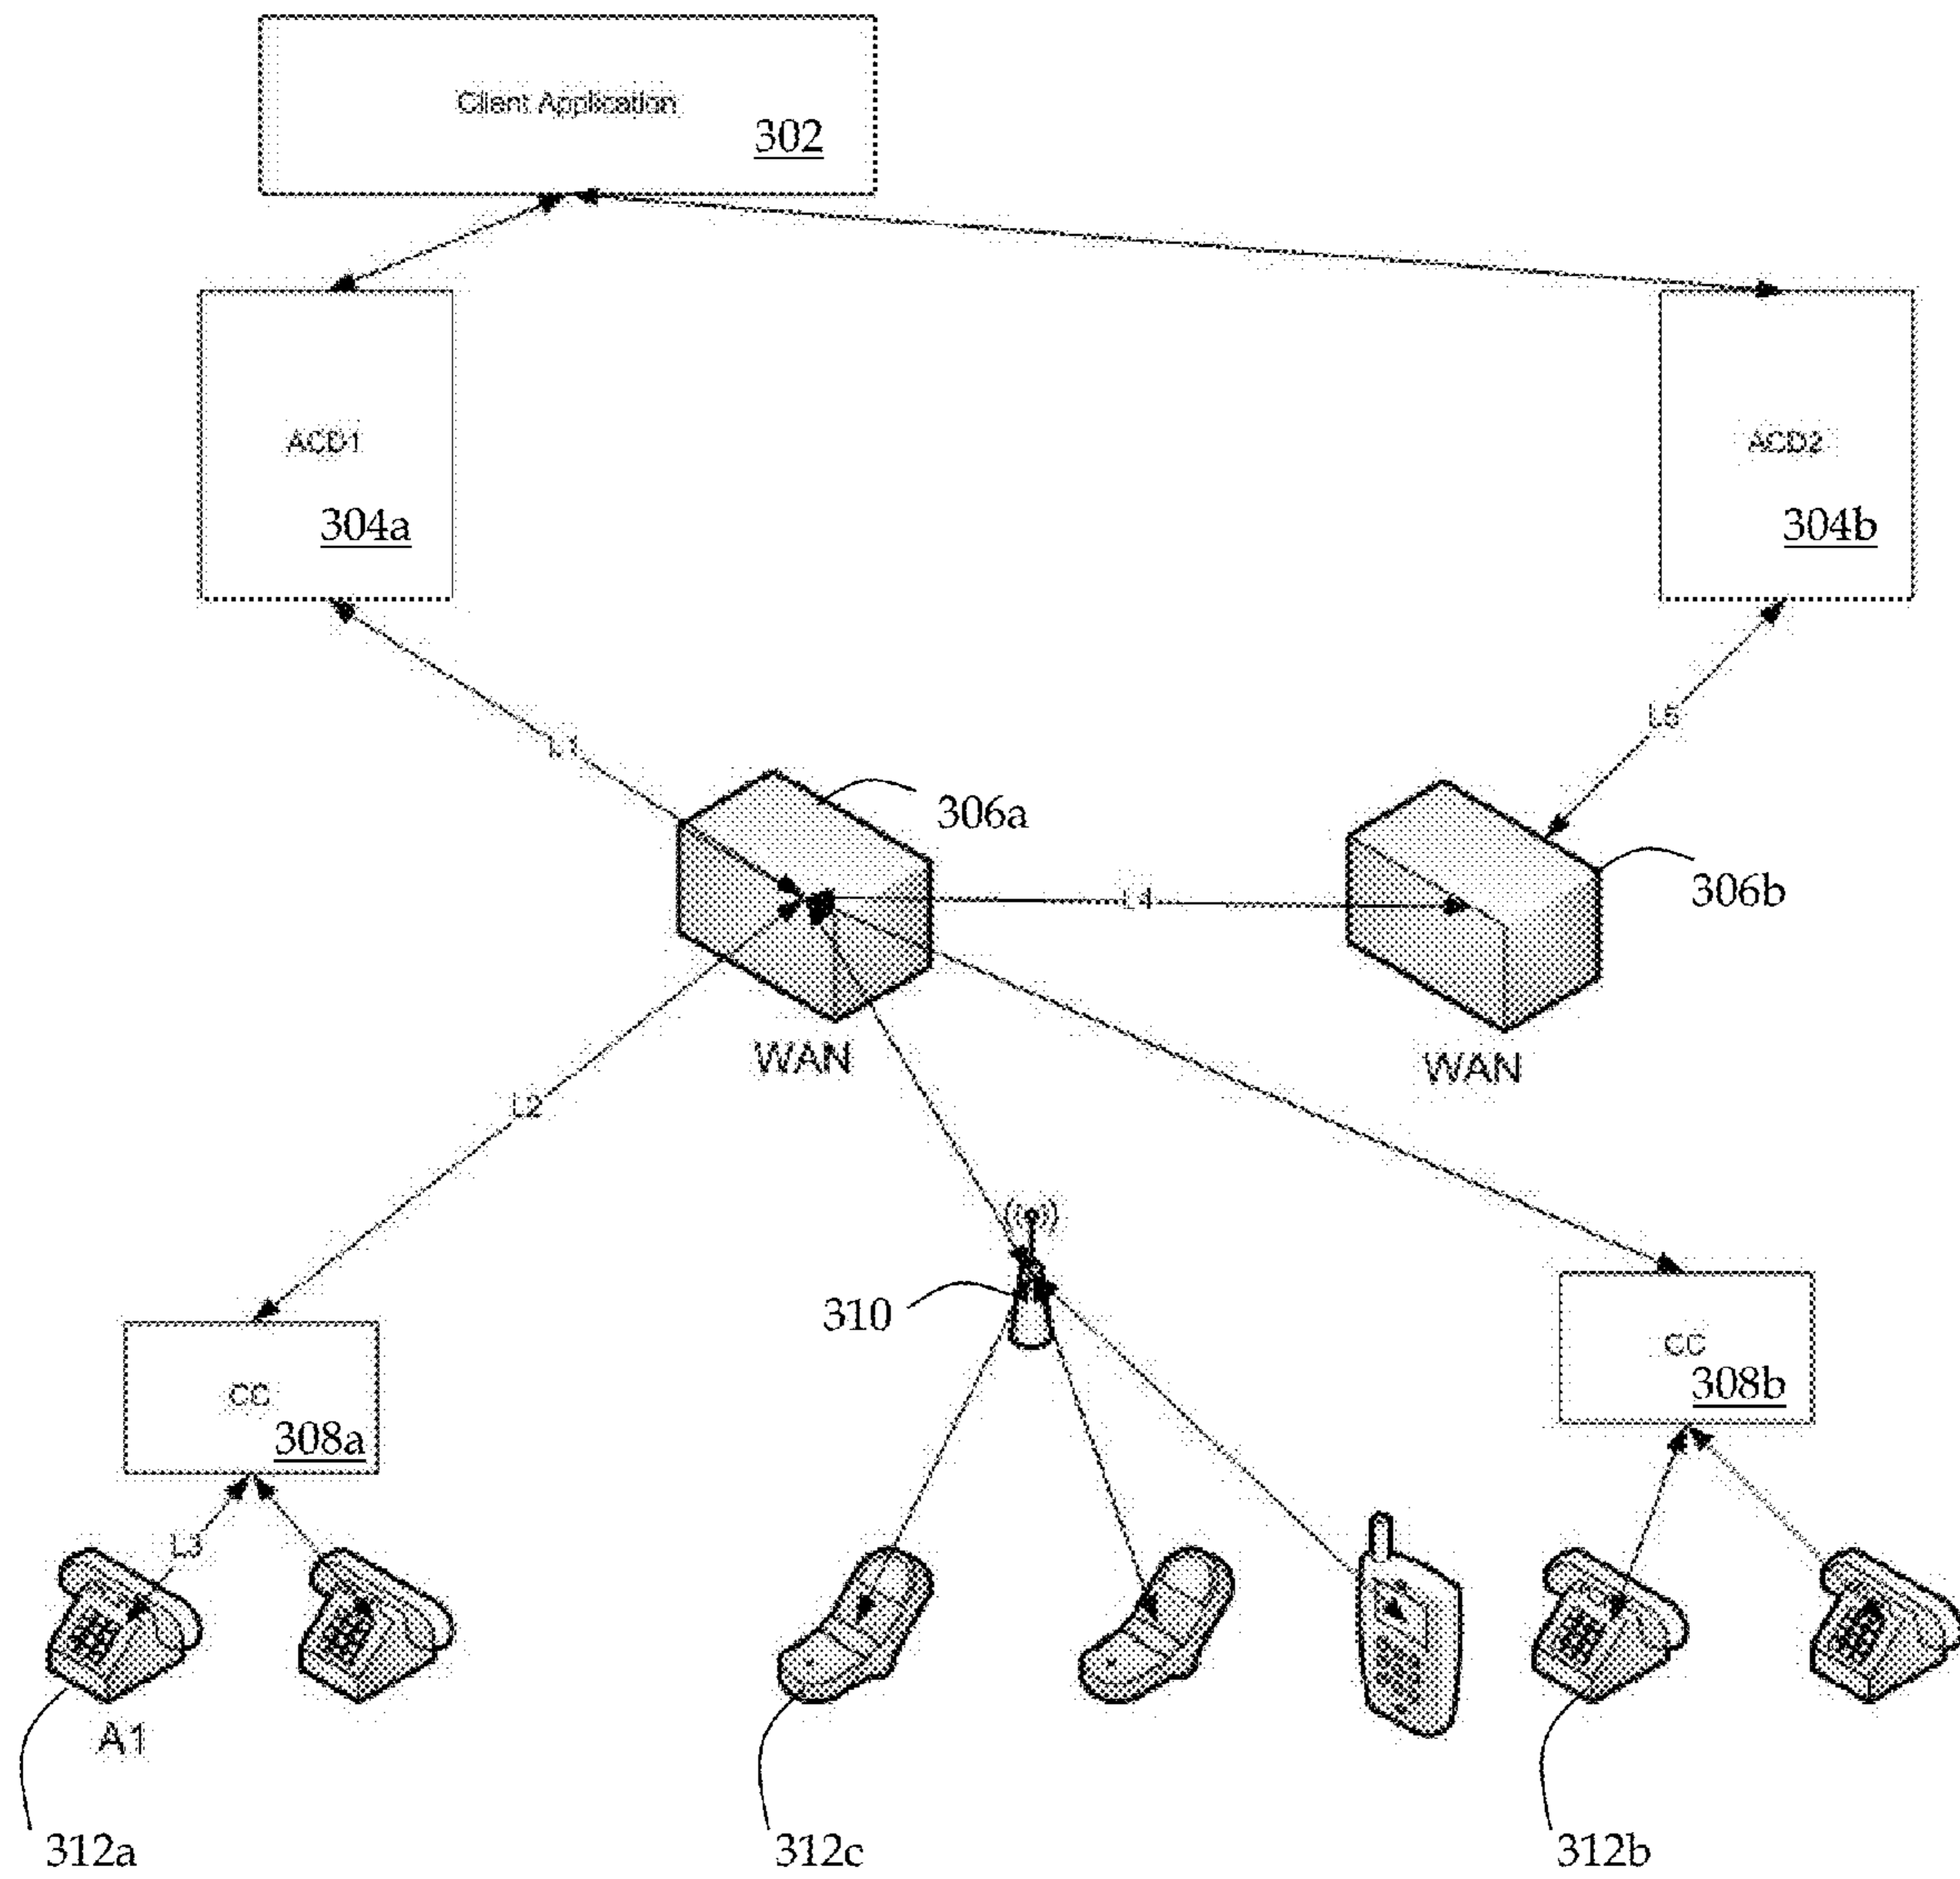 Client Application
302
ACD1
304a
ACD2
304b
L1
L5
306a
306b
L4
WAN
WAN
L2
310
CC
308a
CC
308b
L3
A1
312a
312c
312b